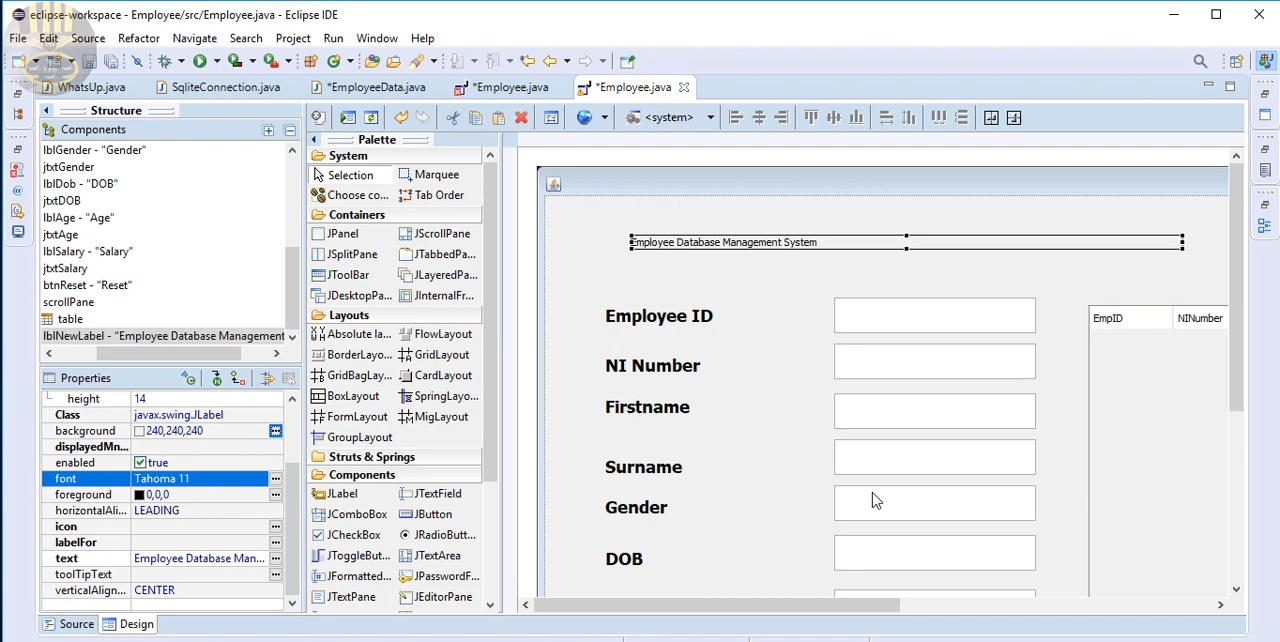 eclipse-workspace - Employee/src/Employee.java - Eclipse IDE
File Edit Source Refactor Navigate Search Project Run Window Help
WhatsUp.java SqliteConnection.java *EmployeeData.java *Employee.java *Employee.java
Structure
Components
lblGender - "Gender"
jtxtGender
lblDob - "DOB"
jtxtDOB
lblAge - "Age"
jtxtAge
lblSalary - "Salary"
jtxtSalary
btnReset - "Reset"
scrollPane
table
lblNewLabel - "Employee Database Management
Properties
height 14
Class javax.swing.JLabel
background 240,240,240
displayedMn...
enabled true
font Tahoma 11
foreground 0,0,0
horizontalAli... LEADING
icon
labelFor
text Employee Database Man...
toolTipText
verticalAlign... CENTER
Source Design
Palette
System
Selection Marquee
Choose co... Tab Order
Containers
JPanel JScrollPane
JSplitPane JTabbedPa...
JToolBar JLayeredPa...
JDesktopPa... JInternalFr...
Layouts
Absolute la... FlowLayout
BorderLayo... GridLayout
GridBagLay... CardLayout
BoxLayout SpringLayo...
FormLayout MigLayout
GroupLayout
Struts & Springs
Components
JLabel JTextField
JComboBox JButton
JCheckBox JRadioButt...
JToggleBut... JTextArea
JFormatted... JPasswordF...
JTextPane JEditorPane
<system>
Employee Database Management System
Employee ID
NI Number
Firstname
Surname
Gender
DOB
EmpID NINumber